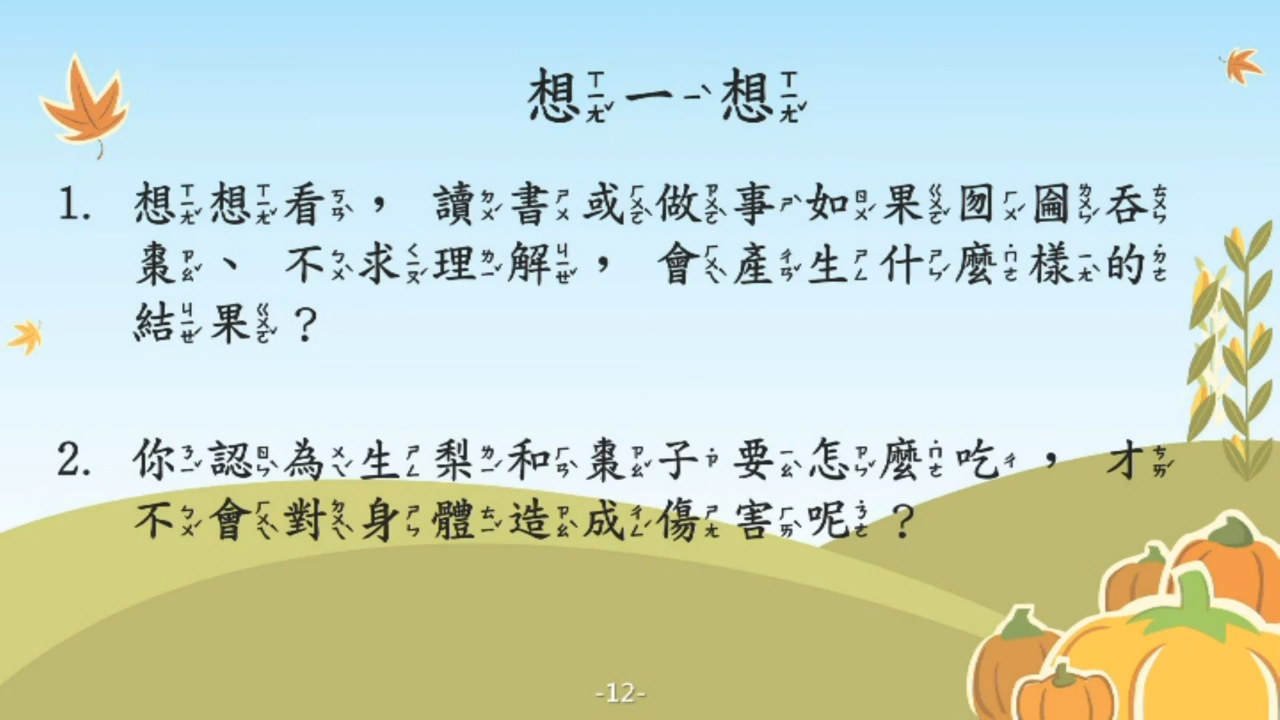 想一想
1. 想想看，讀書或做事如果囫圇吞
棗、不求理解，會產生什麼樣的
結果？
2. 你認為生梨和棗子要怎麼吃，才
不會對身體造成傷害呢？
-12-